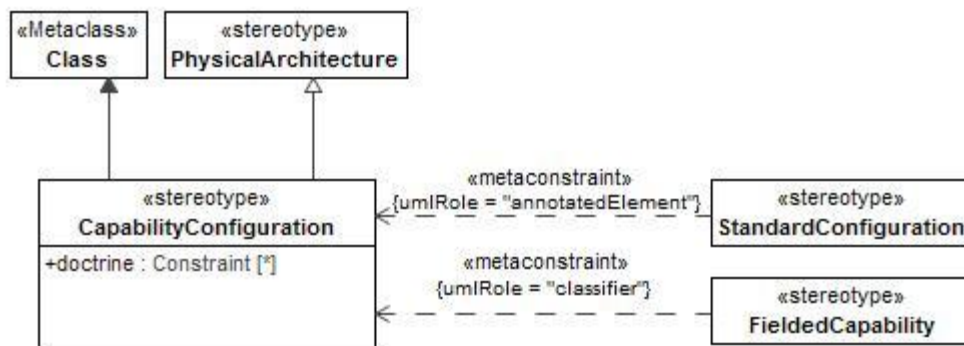 «Metaclass»
Class
«stereotype»
PhysicalArchitecture
«stereotype»
CapabilityConfiguration
+doctrine : Constraint [*]
«metaconstraint»
{umlRole = "annotatedElement"}
«stereotype»
StandardConfiguration
«metaconstraint»
{umlRole = "classifier"}
«stereotype»
FieldedCapability